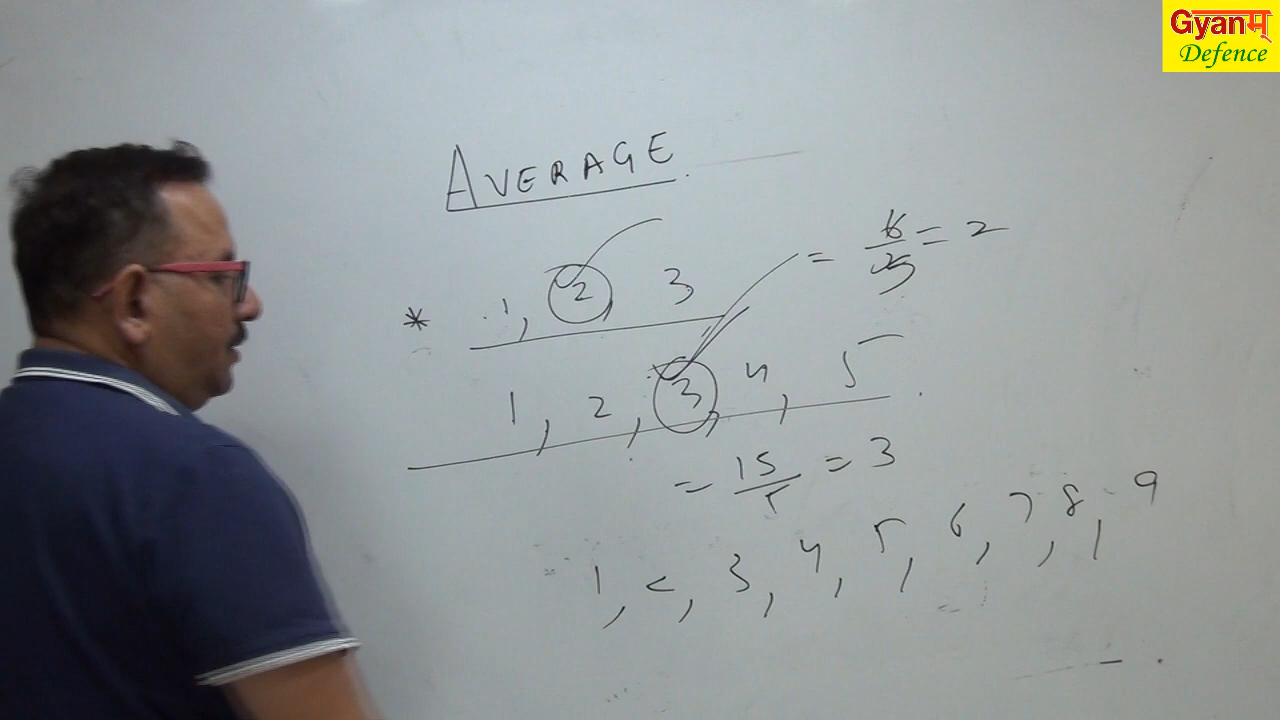 Gyanम्
Defence
AVERAGE
* 1, 2, 3
= 6/3 = 2
1, 2, 3, 4, 5
= 15/5 = 3
1, 2, 3, 4, 5, 6, 7, 8, 9